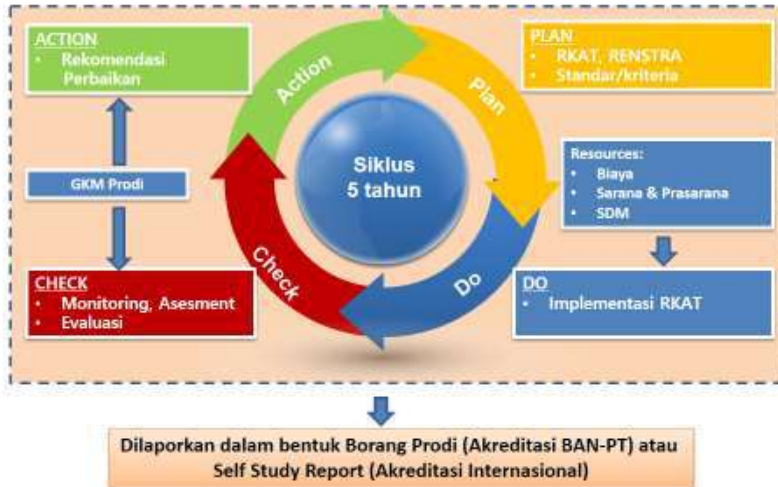 ACTION
• Rekomendasi
Perbaikan
PLAN
• RKAT, RENSTRA
• Standar/kriteria
Action
Plan
Siklus
5 tahun
GKM Prodi
Resources:
• Biaya
• Sarana & Prasarana
• SDM
Check
Do
CHECK
• Monitoring, Asesment
• Evaluasi
DO
• Implementasi RKAT
Dilaporkan dalam bentuk Borang Prodi (Akreditasi BAN-PT) atau
Self Study Report (Akreditasi Internasional)